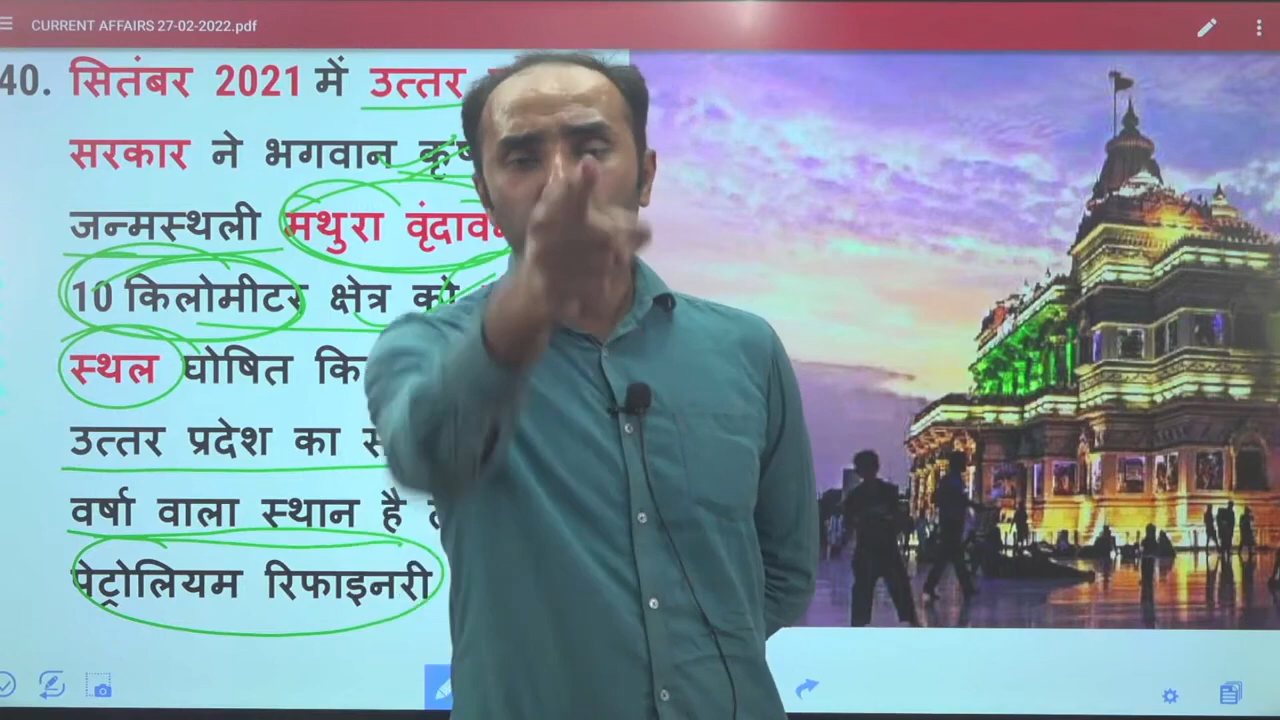 CURRENT AFFAIRS 27-02-2022.pdf
40. सितंबर 2021 में उत्तर
सरकार ने भगवान
जन्मस्थली मथुरा
10 किलोमीटर क्षेत्र को
स्थल घोषित
उत्तर प्रदेश का
वर्षा वाला स्थान है
पेट्रोलियम रिफाइनरी